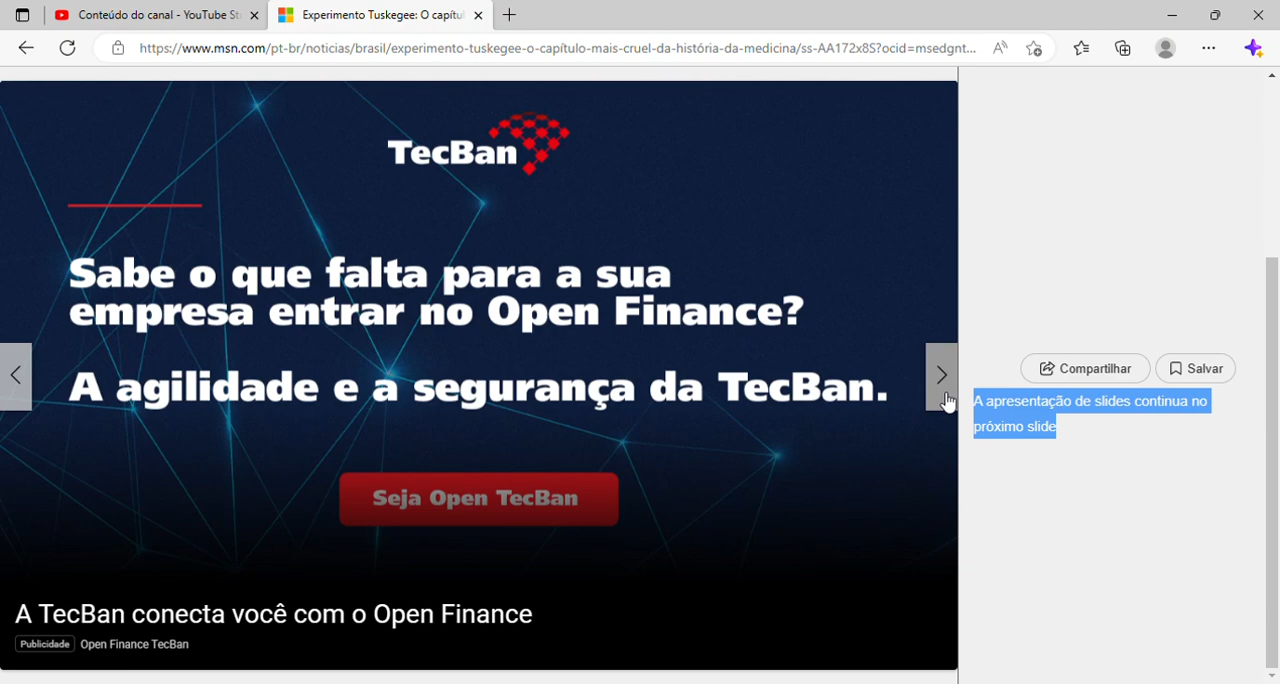 Conteúdo do canal - YouTube St
Experimento Tuskegee: O capítu
https://www.msn.com/pt-br/noticias/brasil/experimento-tuskegee-o-capítulo-mais-cruel-da-história-da-medicina/ss-AA172x8S?ocid=msedgnt...
TecBan
Sabe o que falta para a sua
empresa entrar no Open Finance?
A agilidade e a segurança da TecBan.
Seja Open TecBan
A TecBan conecta você com o Open Finance
Publicidade Open Finance TecBan
Compartilhar Salvar
A apresentação de slides continua no
próximo slide